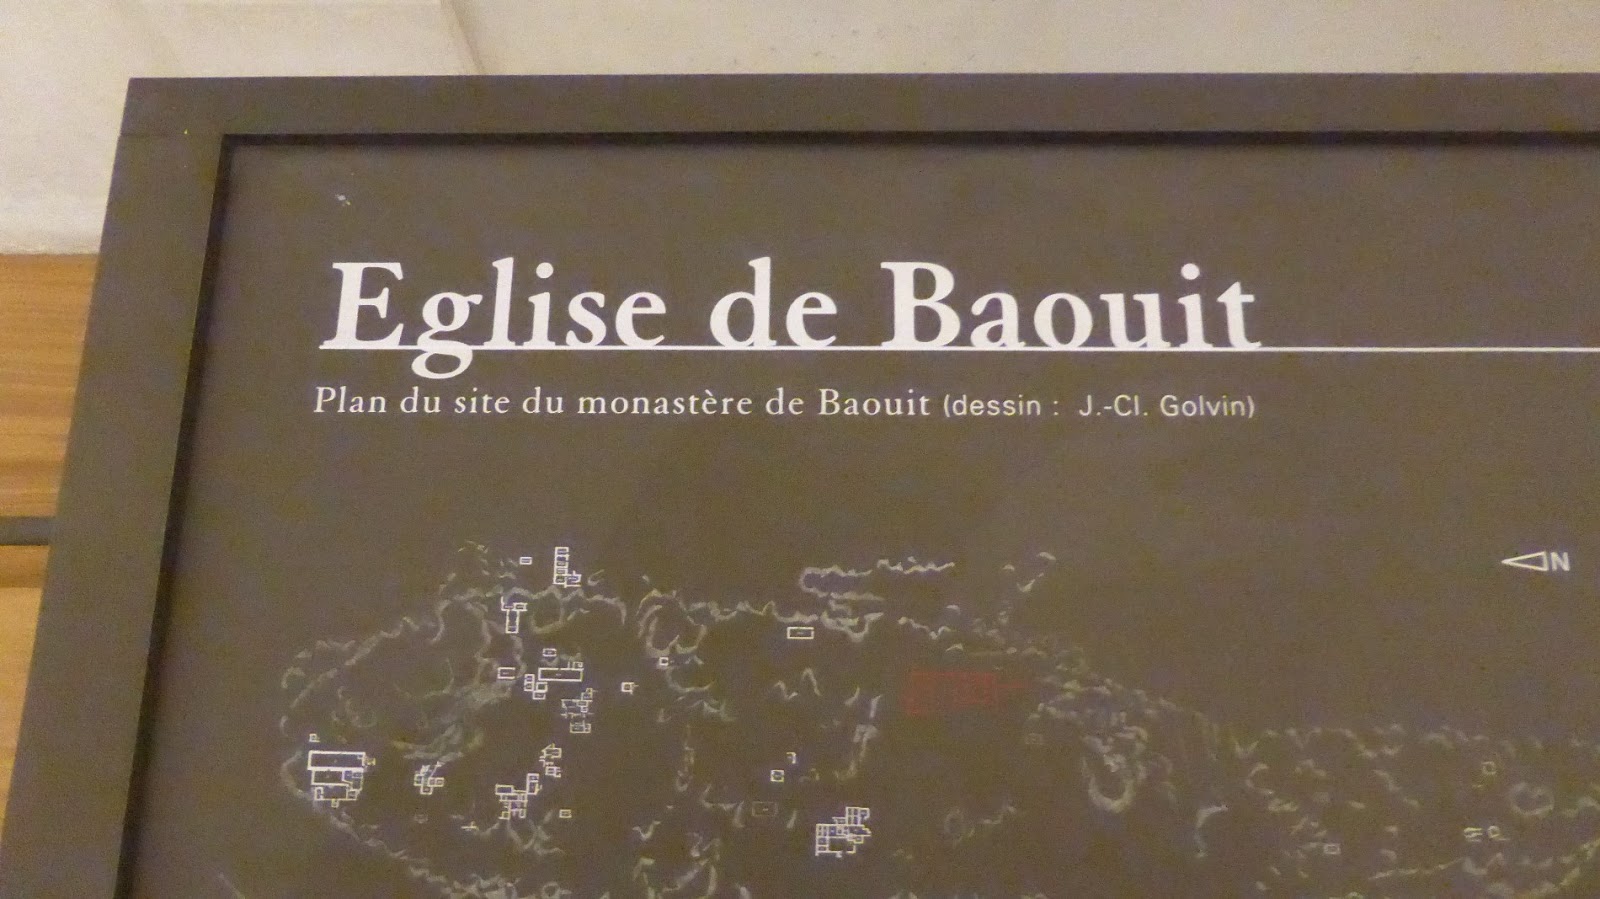 Eglise de Baouit
Plan du site du monastère de Baouit (dessin : J.-Cl. Golvin)
N